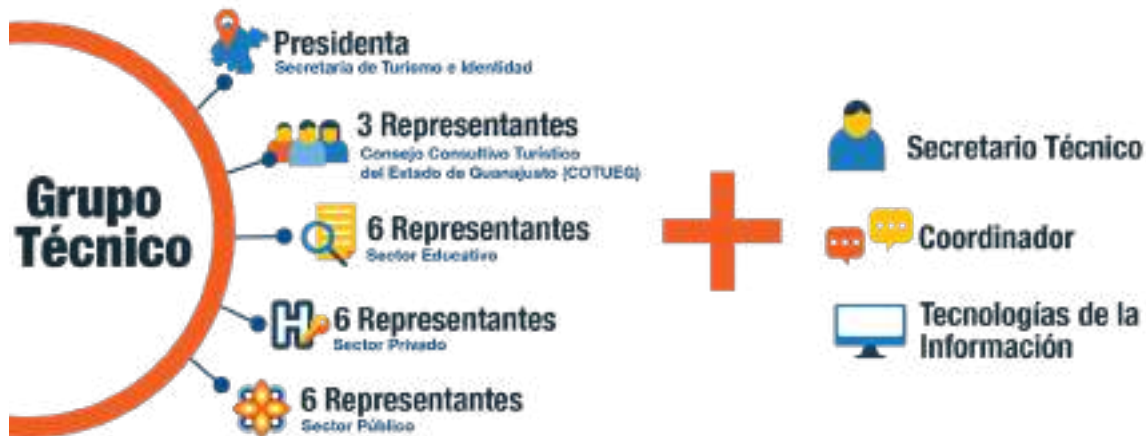 Grupo
Técnico
Presidenta
Secretaría de Turismo e Identidad
3 Representantes
Consejo Consultivo Turístico
del Estado de Guanajuato (COTUEG)
6 Representantes
Sector Educativo
6 Representantes
Sector Privado
6 Representantes
Sector Público
Secretario Técnico
Coordinador
Tecnologías de la
Información